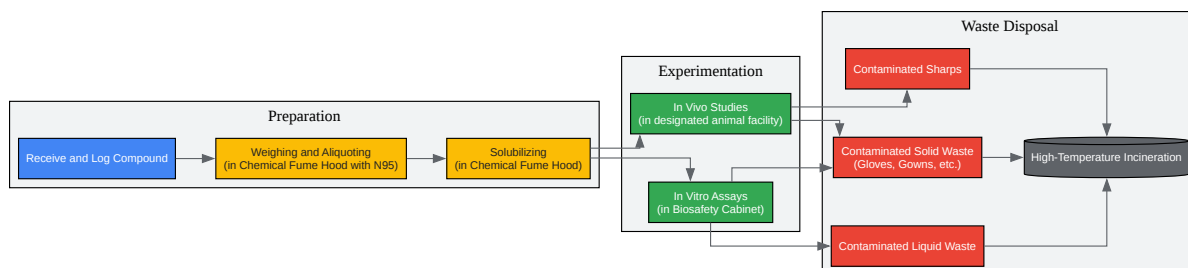 Preparation
Receive and Log Compound
Weighing and Aliquoting
(in Chemical Fume Hood with N95)
Solubilizing
(in Chemical Fume Hood)
Experimentation
In Vivo Studies
(in designated animal facility)
In Vitro Assays
(in Biosafety Cabinet)
Waste Disposal
Contaminated Sharps
Contaminated Solid Waste
(Gloves, Gowns, etc.)
Contaminated Liquid Waste
High-Temperature Incineration